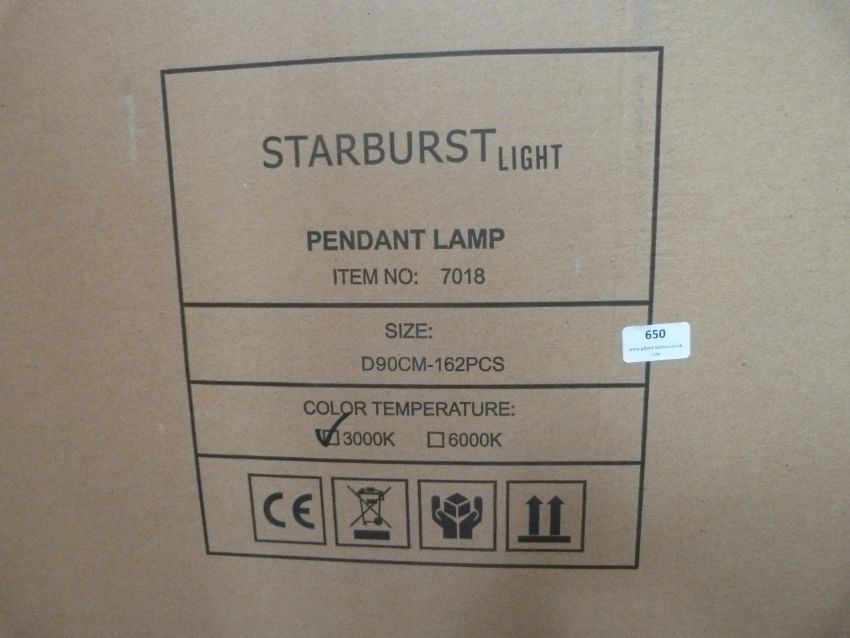 STARBURST LIGHT
PENDANT LAMP
ITEM NO: 7018
SIZE:
D90CM-162PCS
650
COLOR TEMPERATURE:
3000K 6000K
CE